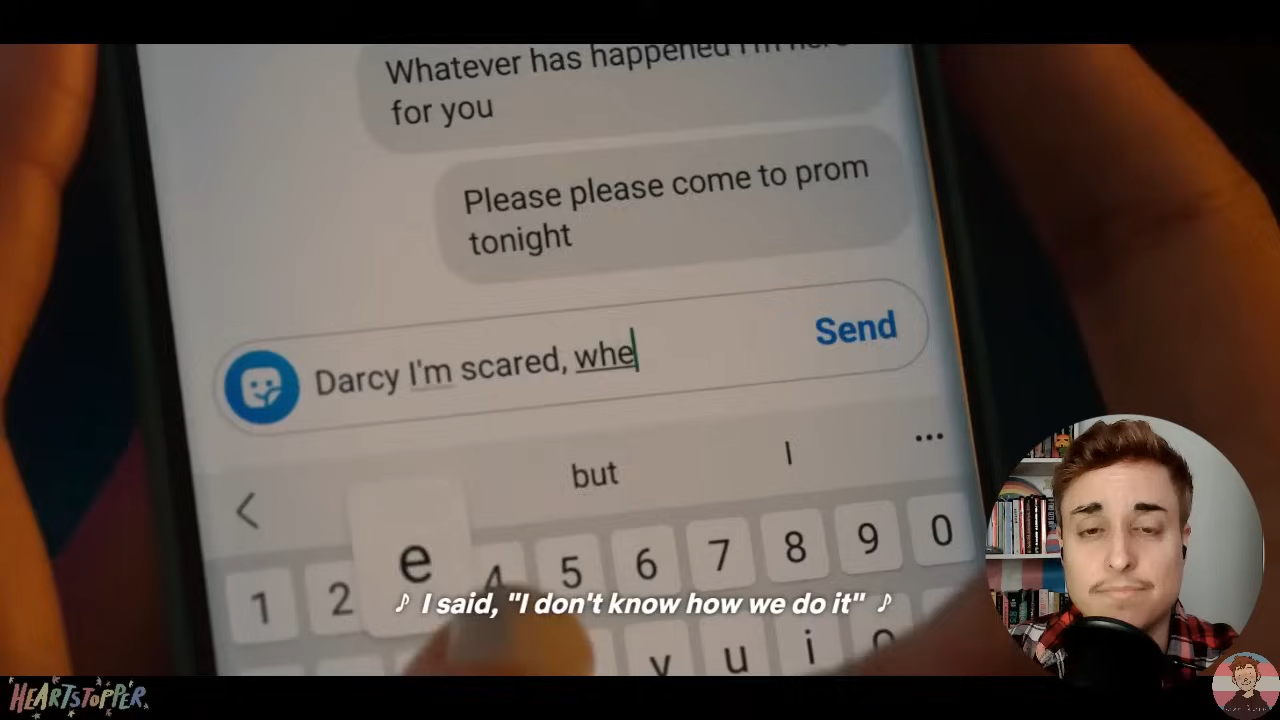 Whatever has happened I'm here
for you
Please please come to prom
tonight
Darcy I'm scared, whe
Send
but I ...
e
1 2 4 5 6 7 8 9 0
y u i o
♪ I said, "I don't know how we do it" ♪
HEARTSTOPPER